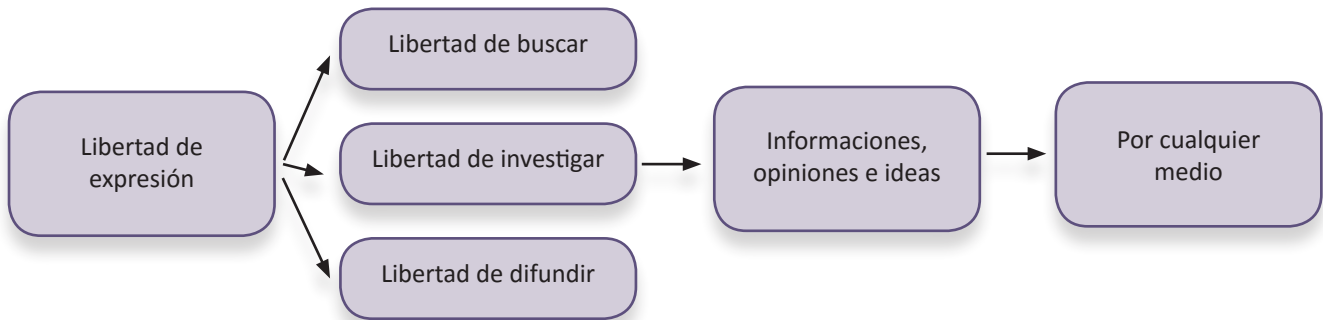 Libertad de
expresión
Libertad de buscar
Libertad de investigar
Libertad de difundir
Informaciones,
opiniones e ideas
Por cualquier
medio